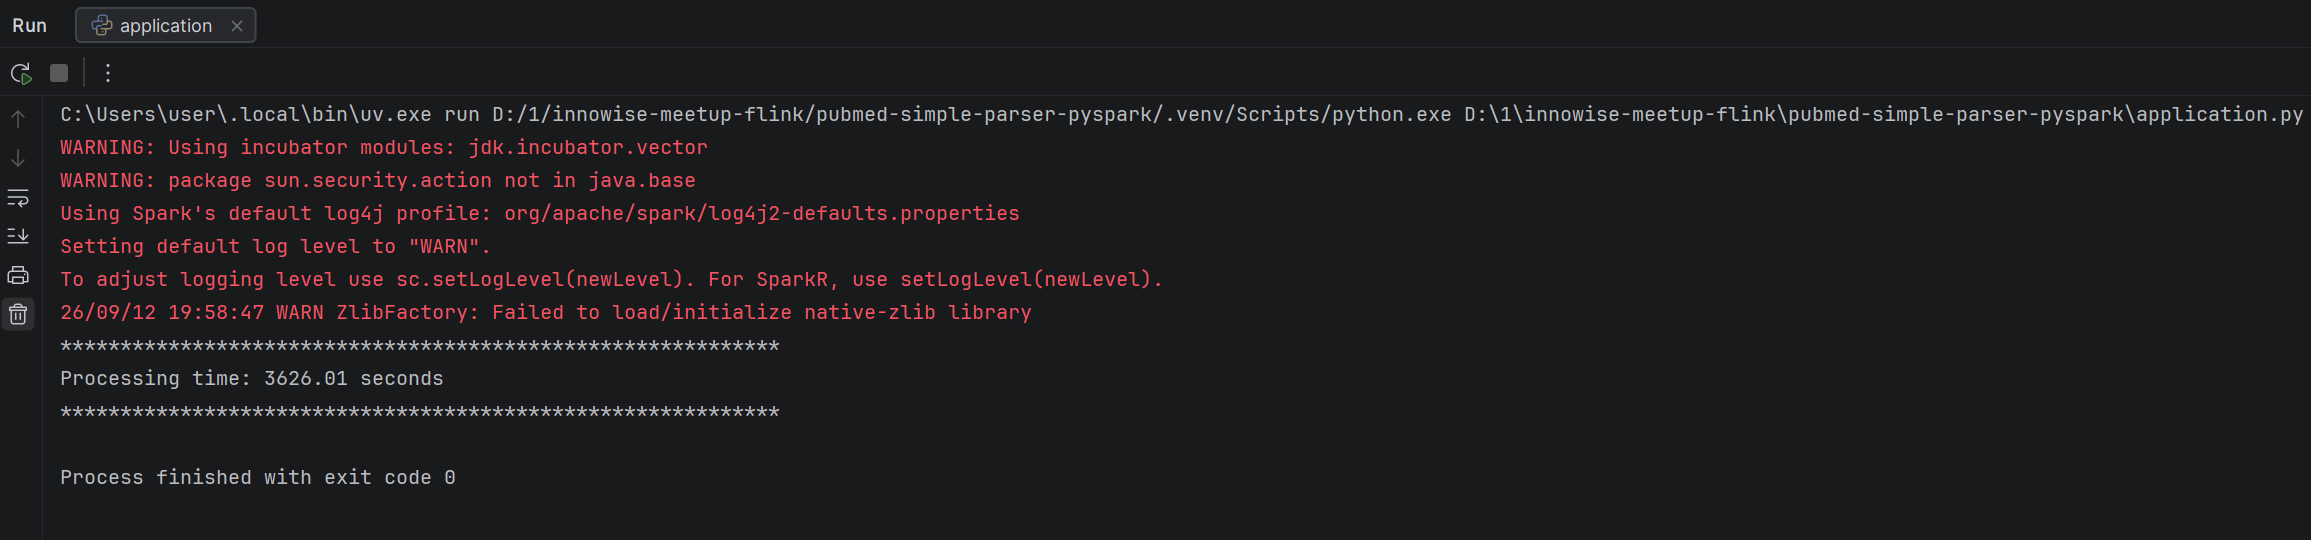 Run application
C:\Users\user\.local\bin\uv.exe run D:/1/innowise-meetup-flink/pubmed-simple-parser-pyspark/.venv/Scripts/python.exe D:\1\innowise-meetup-flink\pubmed-simple-parser-pyspark\application.py
WARNING: Using incubator modules: jdk.incubator.vector
WARNING: package sun.security.action not in java.base
Using Spark's default log4j profile: org/apache/spark/log4j2-defaults.properties
Setting default log level to "WARN".
To adjust logging level use sc.setLogLevel(newLevel). For SparkR, use setLogLevel(newLevel).
26/09/12 19:58:47 WARN ZlibFactory: Failed to load/initialize native-zlib library
************************************************************
Processing time: 3626.01 seconds
************************************************************
Process finished with exit code 0